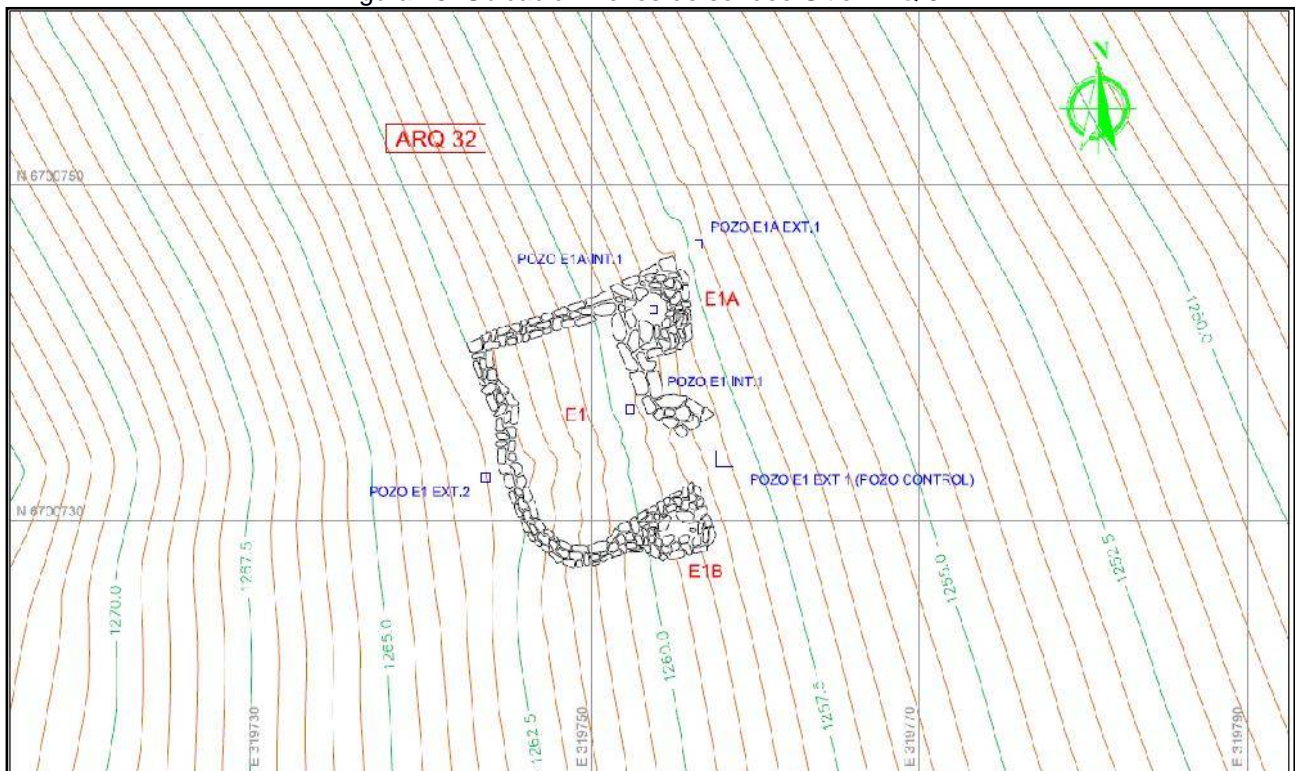 N
ARQ 32
N 6700750
POZO E1A EXT.1
POZO E1A INT.1
E1A
1250.0
POZO E1 INT.1
E1
POZO E1 EXT.2
POZO E1 EXT 1 (POZO CONTROL)
N 6700730
E1B
1270.0
1267.5
1265.0
1262.5
1260.0
1257.5
1255.0
1252.5
E 319730
E 319750
E 319770
E 319790